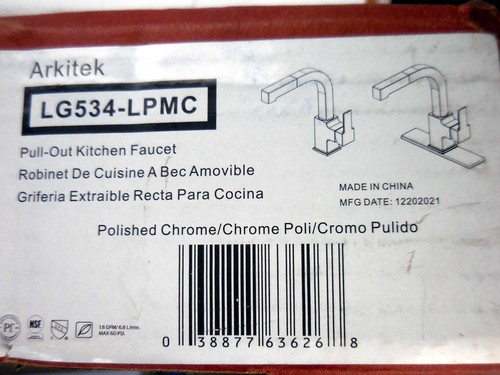 Arkitek
LG534-LPMC
Pull-Out Kitchen Faucet
Robinet De Cuisine A Bec Amovible
Griferia Extraible Recta Para Cocina
MADE IN CHINA
MFG DATE: 12202021
Polished Chrome/Chrome Poli/Cromo Pulido
NSF
1.8 GPM/ 6.8 L/min.
MAX 60 PSI.
0 38877 63626 8